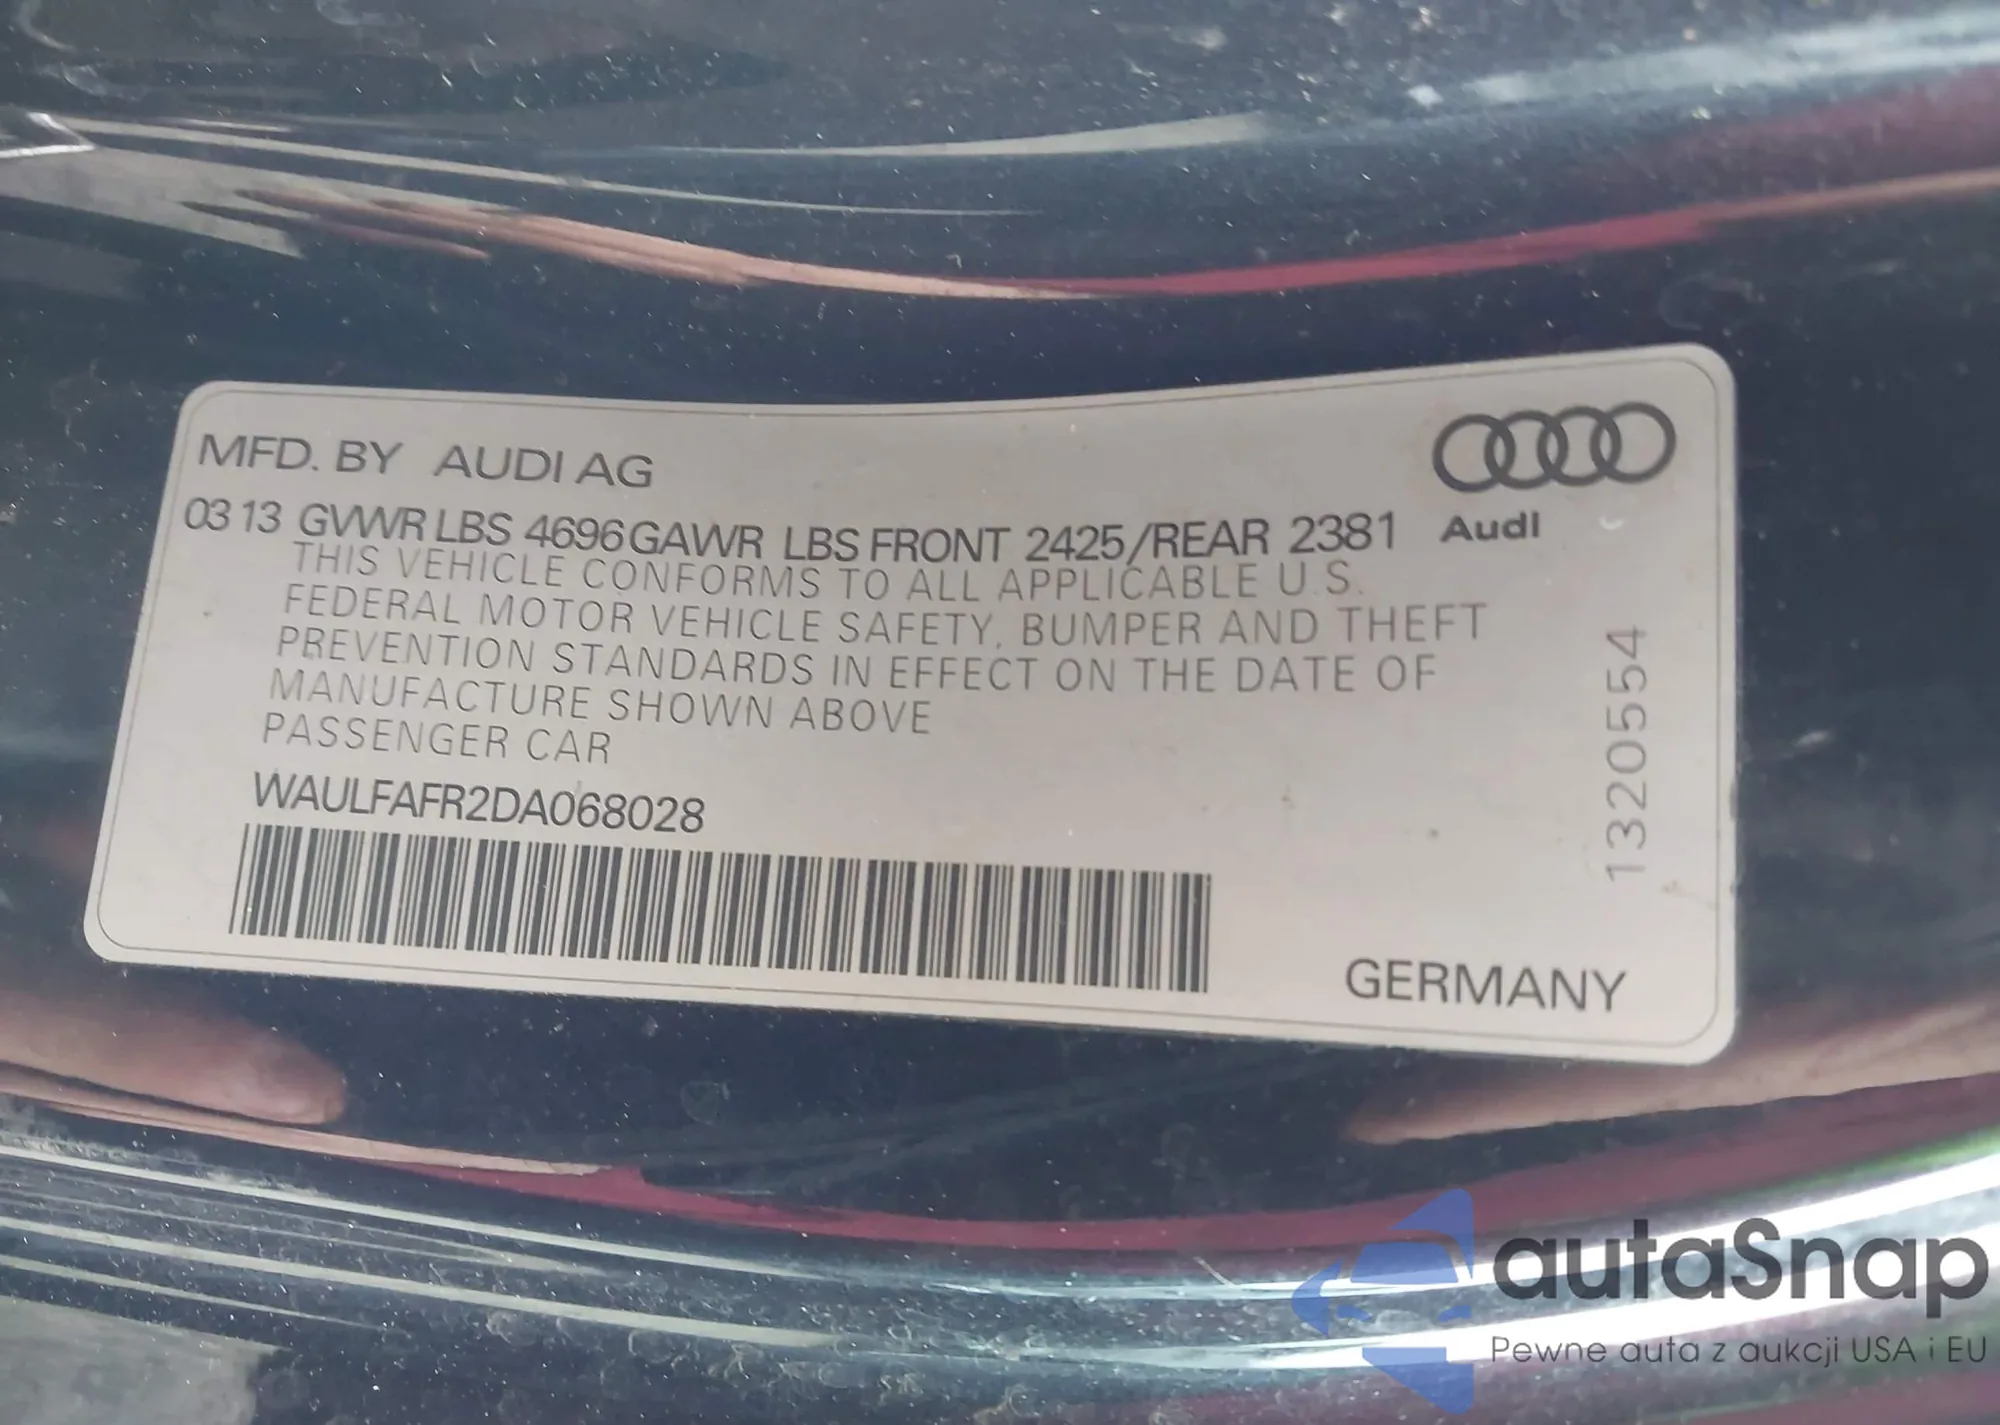 MFD. BY AUDI AG
03 13 GVWR LBS 4696 GAWR LBS FRONT 2425/REAR 2381
Audi
THIS VEHICLE CONFORMS TO ALL APPLICABLE U.S.
FEDERAL MOTOR VEHICLE SAFETY, BUMPER AND THEFT
PREVENTION STANDARDS IN EFFECT ON THE DATE OF
MANUFACTURE SHOWN ABOVE
PASSENGER CAR
WAULFAFR2DA068028
1320554
GERMANY
autaSnap
Pewne auta z aukcji USA i EU